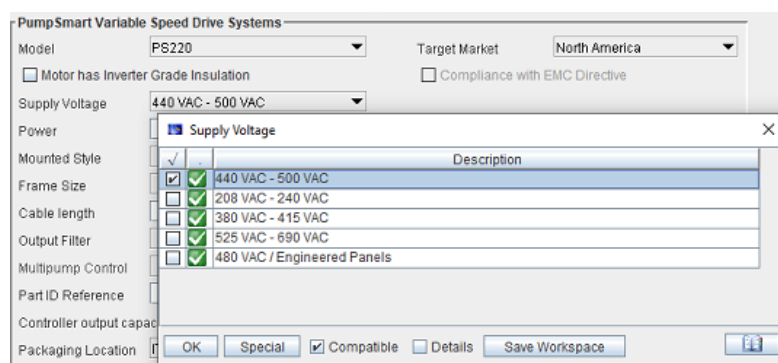 PumpSmart Variable Speed Drive Systems
Model PS220 Target Market North America
Motor has Inverter Grade Insulation Compliance with EMC Directive
Supply Voltage 440 VAC - 500 VAC
Power
Supply Voltage
Mounted Style
√ . Description
Frame Size
440 VAC - 500 VAC
208 VAC - 240 VAC
Cable length
380 VAC - 415 VAC
Output Filter
525 VAC - 690 VAC
Multipump Control
480 VAC / Engineered Panels
Part ID Reference
Controller output capac
Packaging Location
OK Special Compatible Details Save Workspace